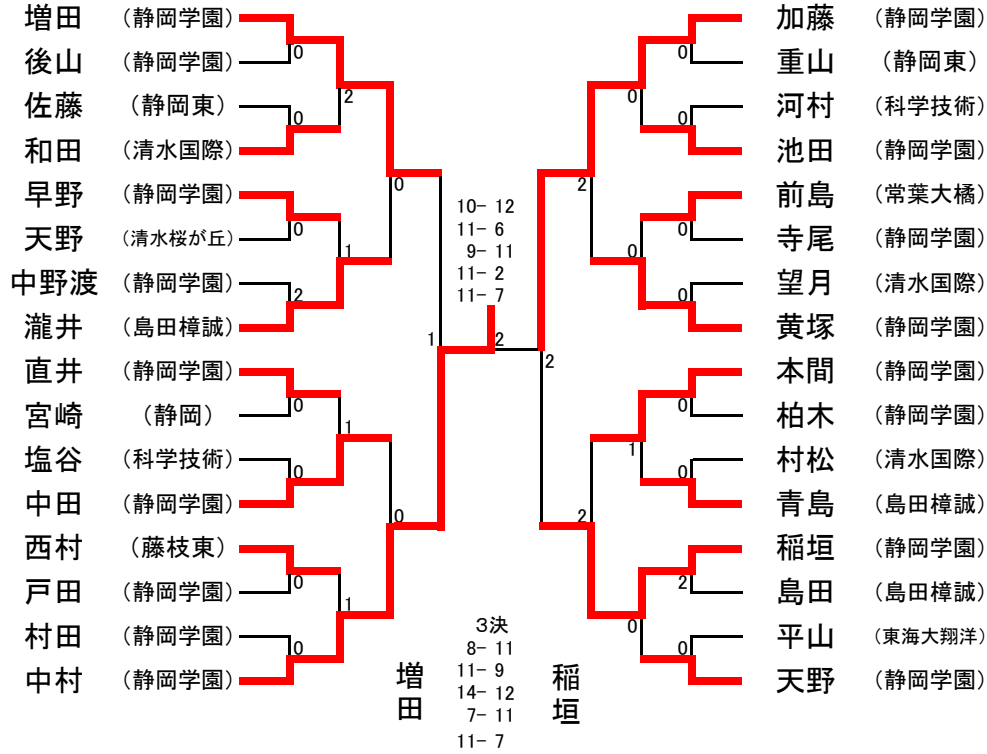 増田 (静岡学園)
後山 (静岡学園)
0
佐藤 (静岡東)
2
和田 (清水国際)
0
早野 (静岡学園)
0
天野 (清水桜が丘)
0
中野渡 (静岡学園)
1
瀧井 (島田樟誠)
2
直井 (静岡学園)
1
宮崎 (静岡)
0
塩谷 (科学技術)
1
中田 (静岡学園)
0
西村 (藤枝東)
0
戸田 (静岡学園)
0
村田 (静岡学園)
1
中村 (静岡学園)
0
10- 12
11- 6
9- 11
11- 2
11- 7
2
2
3決
8- 11
11- 9
14- 12
7- 11
11- 7
増田
稲垣
加藤 (静岡学園)
0
重山 (静岡東)
0
河村 (科学技術)
0
池田 (静岡学園)
2
前島 (常葉大橘)
0
寺尾 (静岡学園)
0
望月 (清水国際)
0
黄塚 (静岡学園)
本間 (静岡学園)
0
柏木 (静岡学園)
1
村松 (清水国際)
0
青島 (島田樟誠)
2
稲垣 (静岡学園)
2
島田 (島田樟誠)
0
平山 (東海大翔洋)
0
天野 (静岡学園)